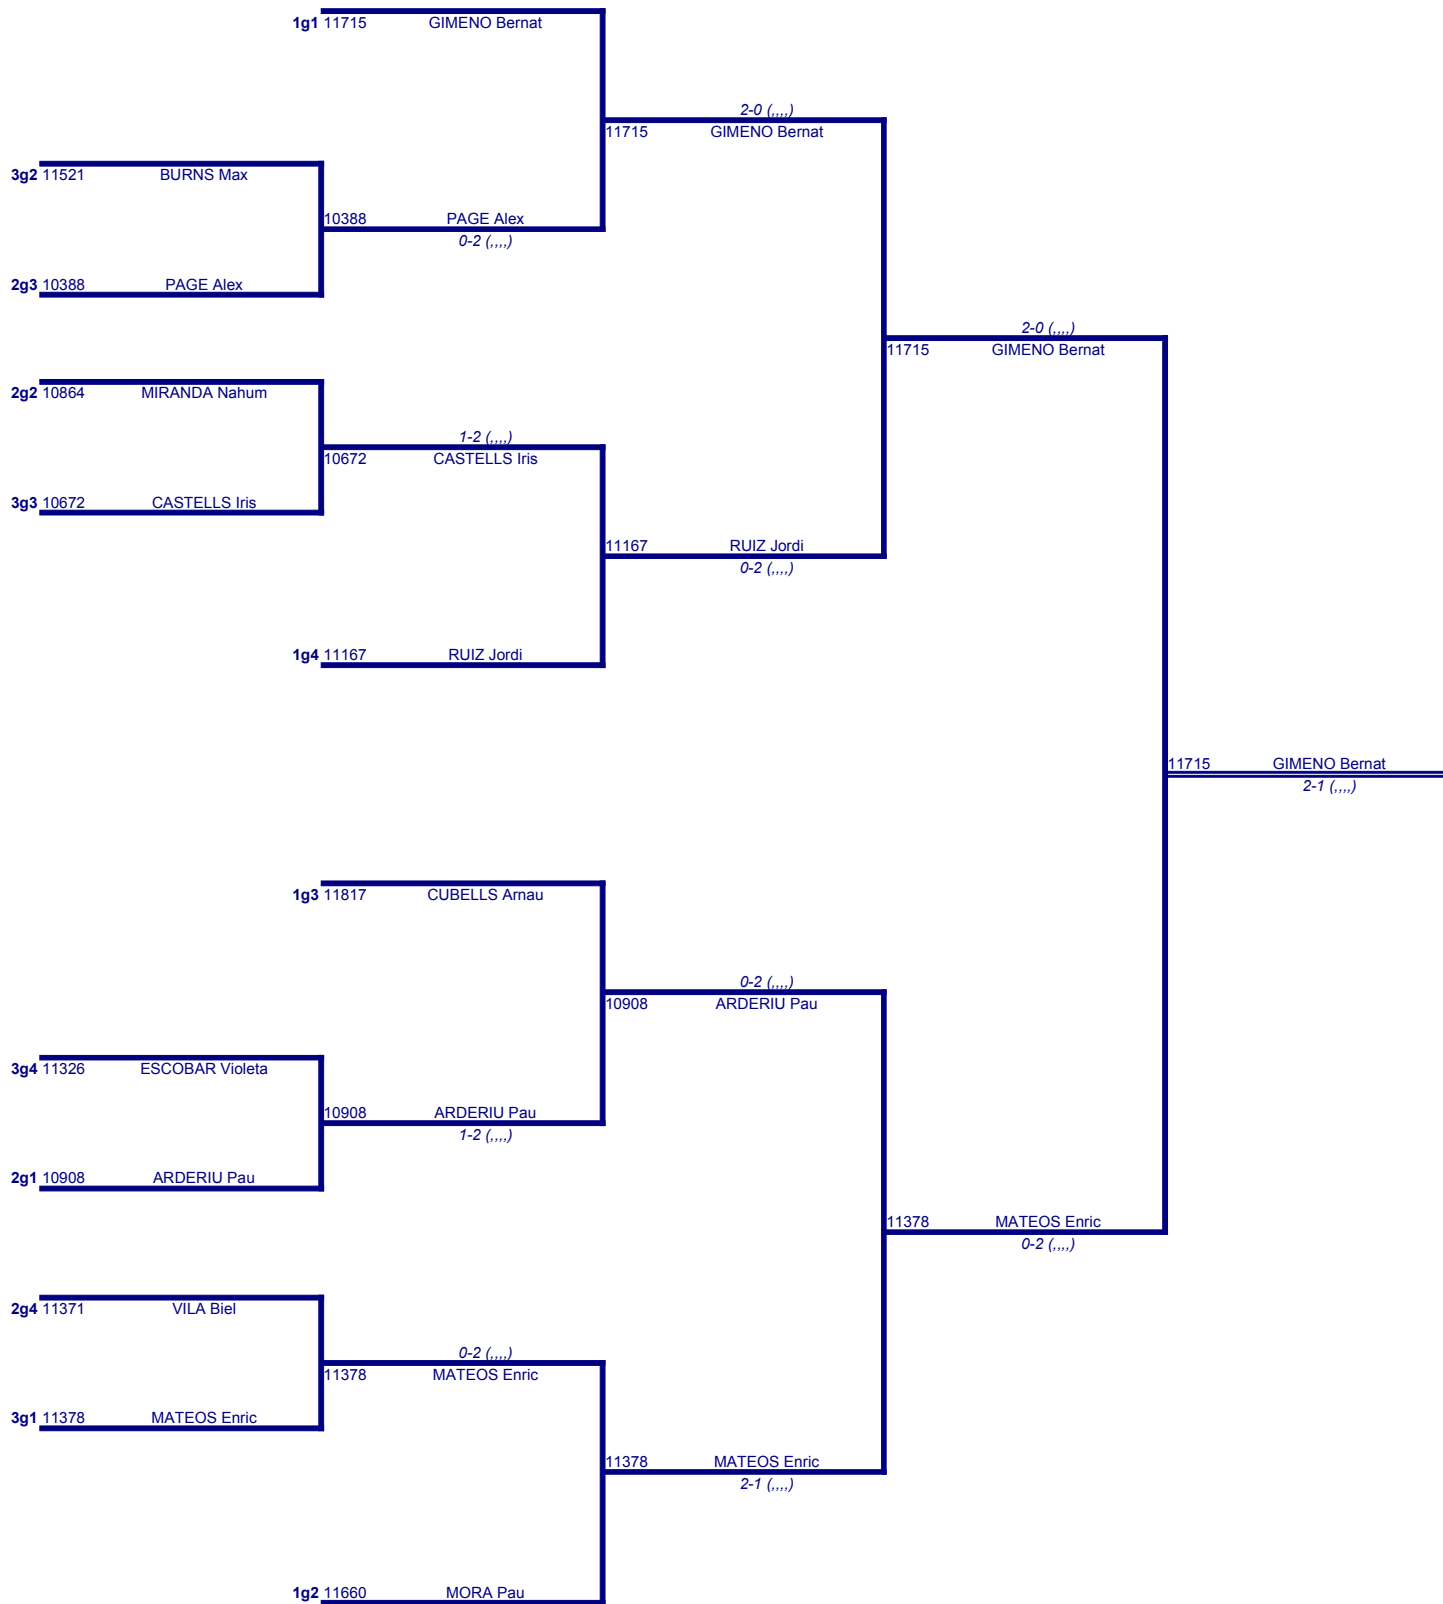 1g1 11715 GIMENO Bernat
2-0 (,,,,)
11715 GIMENO Bernat
3g2 11521 BURNS Max
10388 PAGE Alex
0-2 (,,,,)
2g3 10388 PAGE Alex
2-0 (,,,,)
11715 GIMENO Bernat
2g2 10864 MIRANDA Nahum
1-2 (,,,,)
10672 CASTELLS Iris
3g3 10672 CASTELLS Iris
11167 RUIZ Jordi
0-2 (,,,,)
1g4 11167 RUIZ Jordi
11715 GIMENO Bernat
2-1 (,,,,)
1g3 11817 CUBELLS Arnau
0-2 (,,,,)
10908 ARDERIU Pau
3g4 11326 ESCOBAR Violeta
10908 ARDERIU Pau
1-2 (,,,,)
2g1 10908 ARDERIU Pau
11378 MATEOS Enric
0-2 (,,,,)
2g4 11371 VILA Biel
0-2 (,,,,)
11378 MATEOS Enric
3g1 11378 MATEOS Enric
11378 MATEOS Enric
2-1 (,,,,)
1g2 11660 MORA Pau